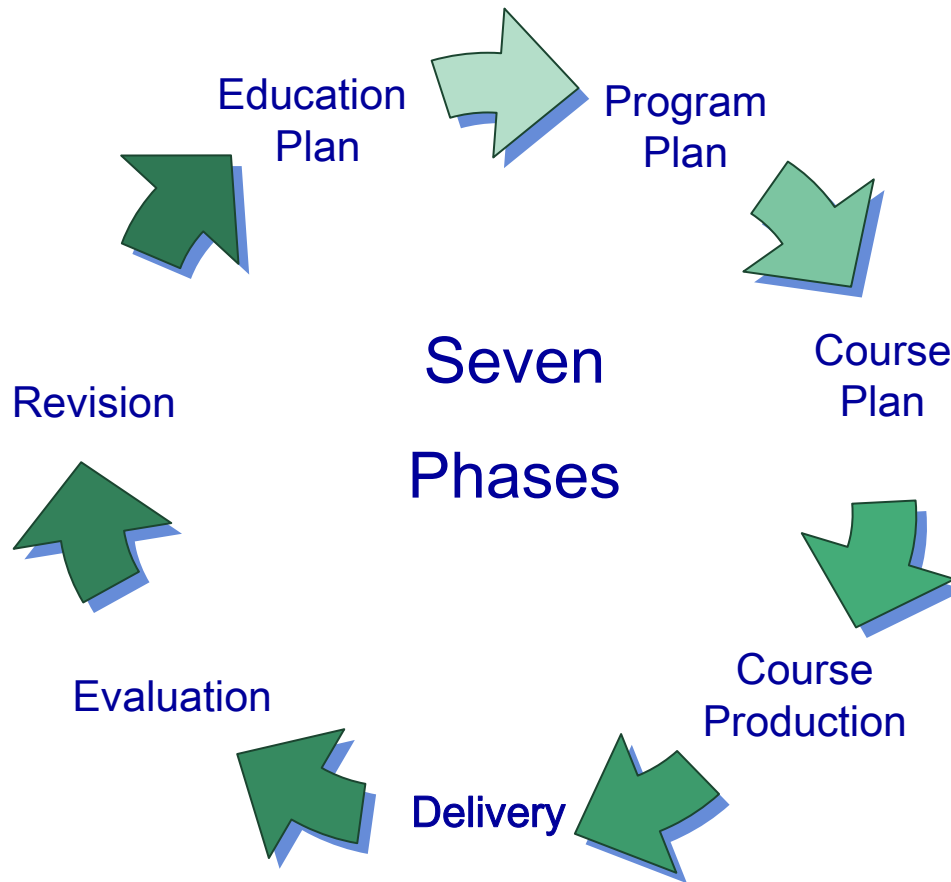 Education
Plan
Program
Plan
Course
Plan
Seven
Phases
Revision
Course
Production
Evaluation
Delivery